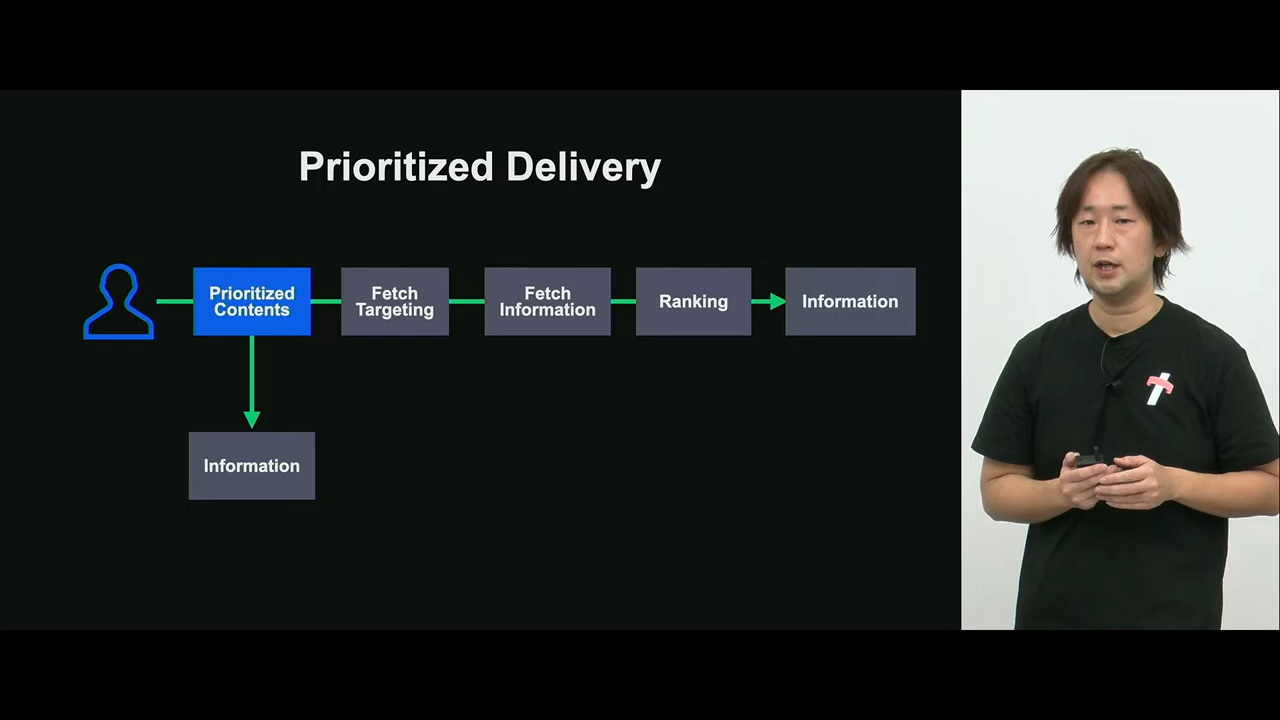 Prioritized Delivery
Prioritized
Contents
Fetch
Targeting
Fetch
Information
Ranking
Information
Information